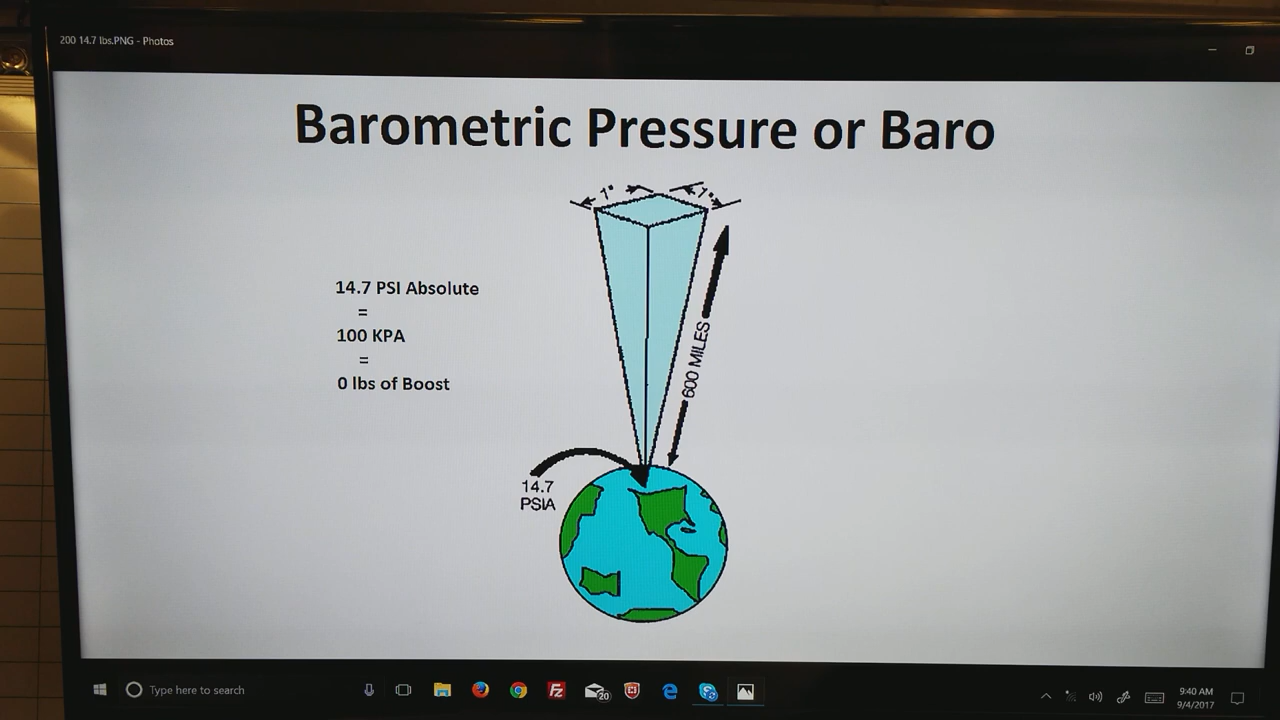 200 14.7 lbs.PNG - Photos
Barometric Pressure or Baro
1"
1"
14.7 PSI Absolute
=
100 KPA
=
0 lbs of Boost
600 MILES
14.7
PSIA
Type here to search
20
9:40 AM
9/4/2017